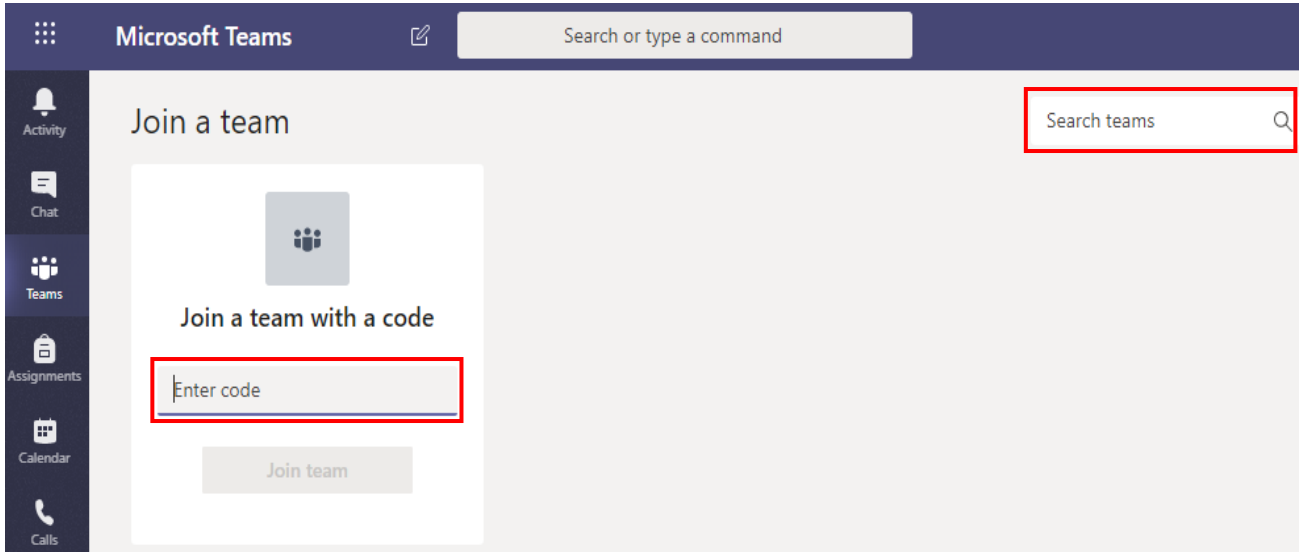 Microsoft Teams
Search or type a command
Activity
Chat
Teams
Assignments
Calendar
Calls
Join a team
Search teams
Join a team with a code
Enter code
Join team